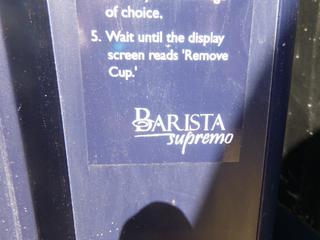 of choice.
5. Wait until the display
screen reads 'Remove
Cup.'
BARISTA
supremo